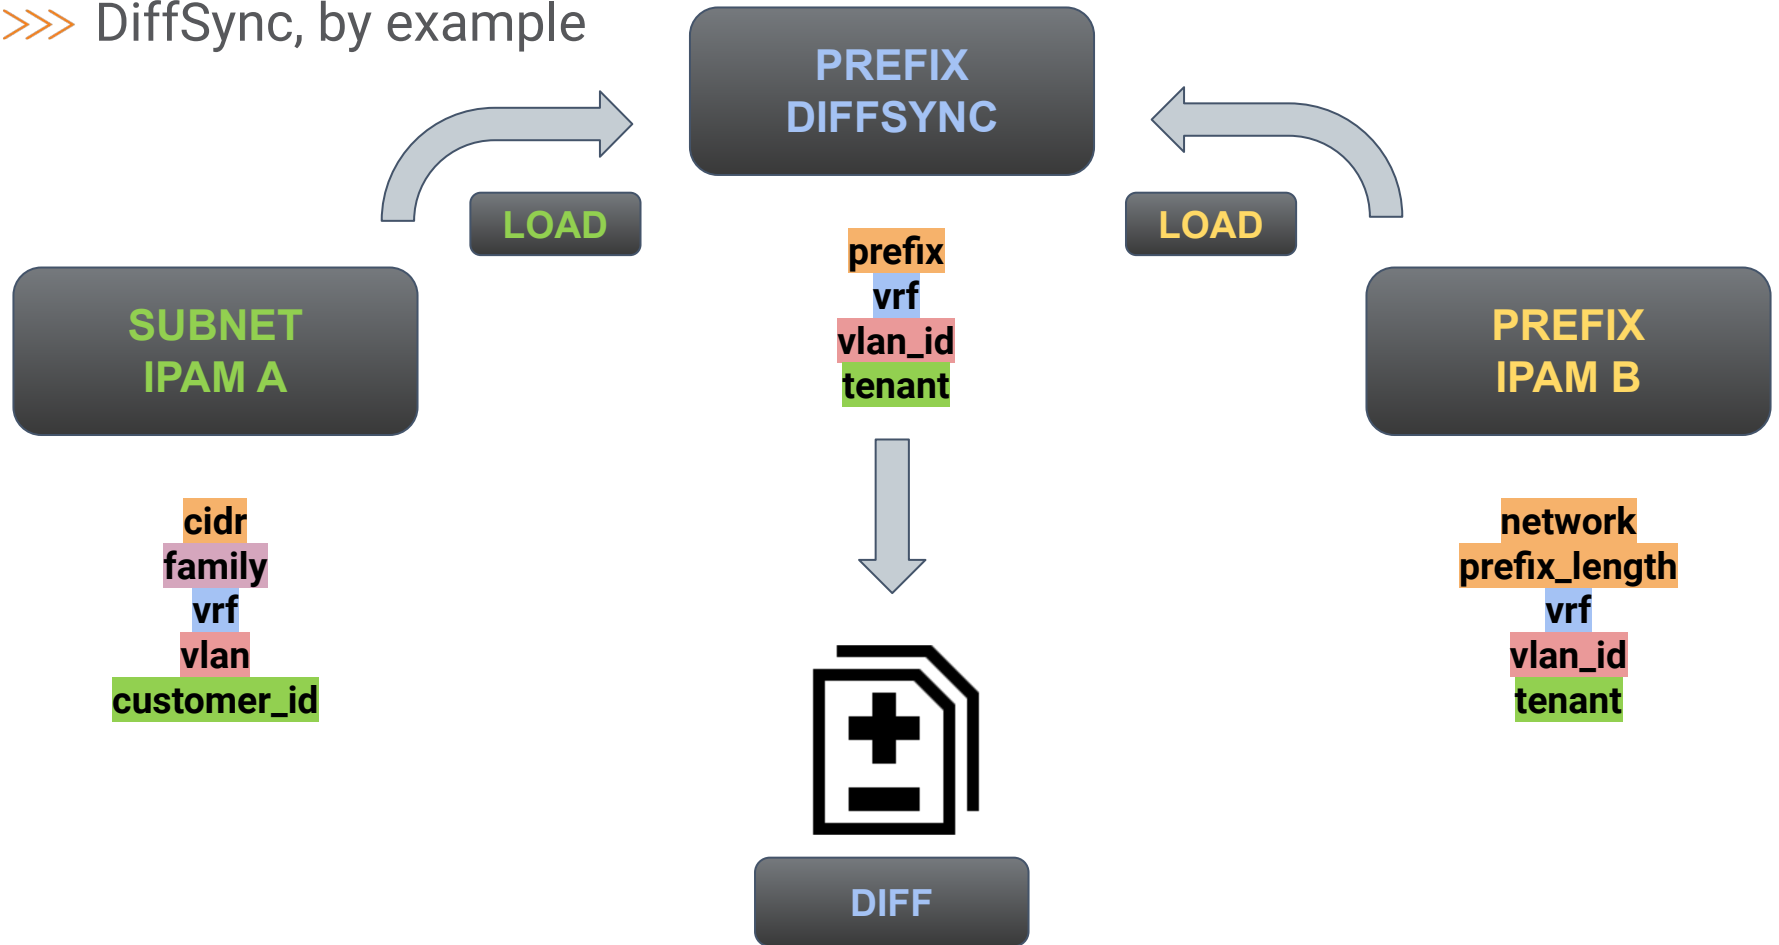 >>> DiffSync, by example
PREFIX
DIFFSYNC
LOAD
LOAD
prefix
vrf
vlan_id
tenant
SUBNET
IPAM A
PREFIX
IPAM B
cidr
family
vrf
vlan
customer_id
network
prefix_length
vrf
vlan_id
tenant
DIFF